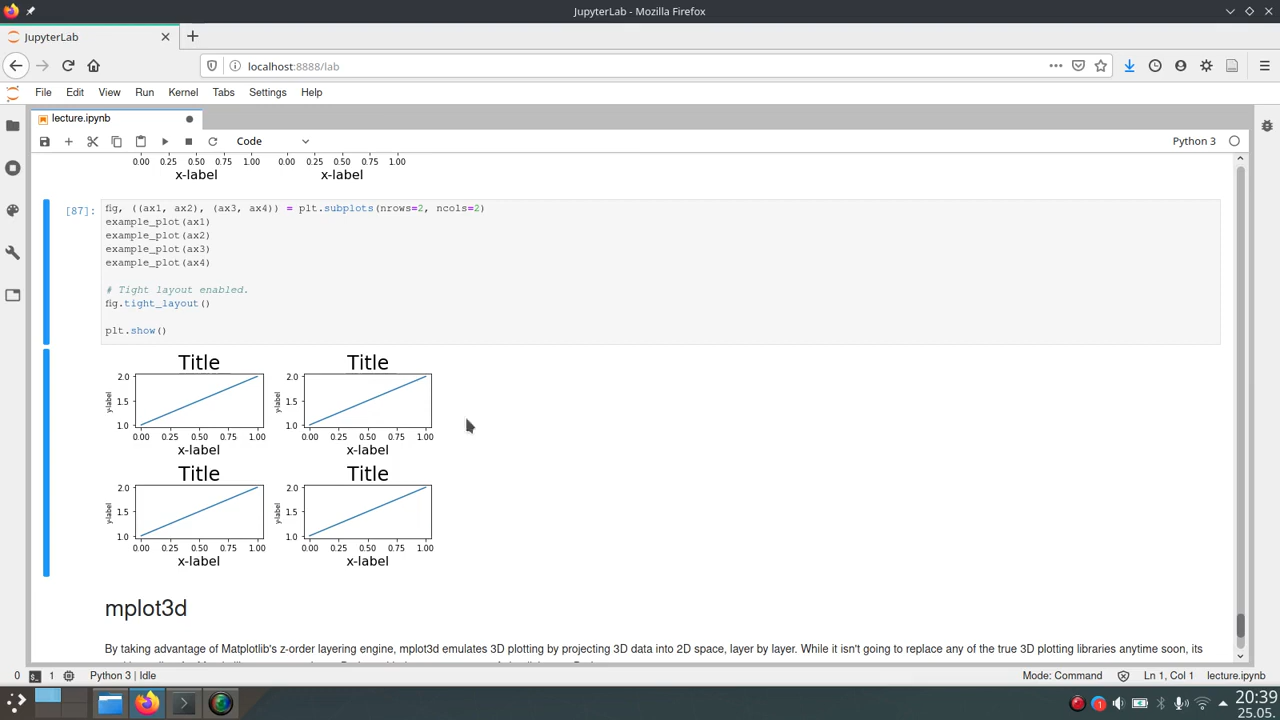 JupyterLab - Mozilla Firefox
JupyterLab
localhost:8888/lab
File Edit View Run Kernel Tabs Settings Help
lecture.ipynb
Code
Python 3
0.00 0.25 0.50 0.75 1.00 0.00 0.25 0.50 0.75 1.00
x-label x-label
[87]:
fig, ((ax1, ax2), (ax3, ax4)) = plt.subplots(nrows=2, ncols=2)
example_plot(ax1)
example_plot(ax2)
example_plot(ax3)
example_plot(ax4)
# Tight layout enabled.
fig.tight_layout()
plt.show()
Title Title
2.0 2.0
y-label 1.5 y-label 1.5
1.0 1.0
0.00 0.25 0.50 0.75 1.00 0.00 0.25 0.50 0.75 1.00
x-label x-label
Title Title
2.0 2.0
y-label 1.5 y-label 1.5
1.0 1.0
0.00 0.25 0.50 0.75 1.00 0.00 0.25 0.50 0.75 1.00
x-label x-label
mplot3d
By taking advantage of Matplotlib's z-order layering engine, mplot3d emulates 3D plotting by projecting 3D data into 2D space, layer by layer. While it isn't going to replace any of the true 3D plotting libraries anytime soon, its
0 1 Python 3 | Idle Mode: Command Ln 1, Col 1 lecture.ipynb
1
20:39
25.05.